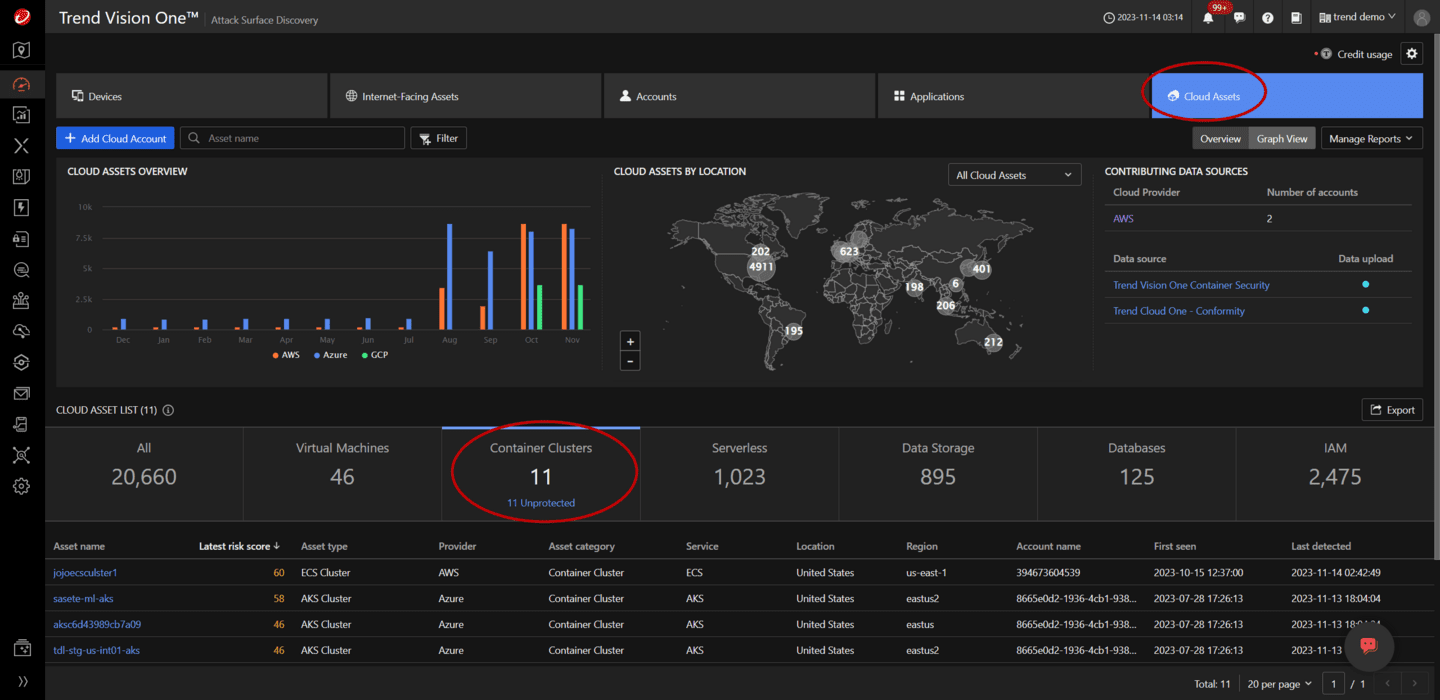 Trend Vision One™ Attack Surface Discovery 2023-11-14 03:14 99+ trend demo
Credit usage
Devices Internet-Facing Assets Accounts Applications Cloud Assets
+ Add Cloud Account Asset name Filter Overview Graph View Manage Reports
CLOUD ASSETS OVERVIEW
10k
7.5k
5k
2.5k
0
Dec Jan Feb Mar Apr May Jun Jul Aug Sep Oct Nov
AWS Azure GCP
CLOUD ASSETS BY LOCATION All Cloud Assets
202
4911
623
401
198
6
206
195
212
+
-
CONTRIBUTING DATA SOURCES
Cloud Provider Number of accounts
AWS 2
Data source Data upload
Trend Vision One Container Security
Trend Cloud One - Conformity
CLOUD ASSET LIST (11) Export
All Virtual Machines Container Clusters Serverless Data Storage Databases IAM
20,660 46 11 1,023 895 125 2,475
11 Unprotected
Asset name Latest risk score ↓ Asset type Provider Asset category Service Location Region Account name First seen Last detected
jojoecsculster1 60 ECS Cluster AWS Container Cluster ECS United States us-east-1 394673604539 2023-10-15 12:37:00 2023-11-14 02:42:49
sasete-ml-aks 58 AKS Cluster Azure Container Cluster AKS United States eastus2 8665e0d2-1936-4cb1-938... 2023-07-28 17:26:13 2023-11-13 18:04:04
aksc6d43989cb7a09 46 AKS Cluster Azure Container Cluster AKS United States eastus 8665e0d2-1936-4cb1-938... 2023-07-28 17:26:13 2023-11-13
tdl-stg-us-int01-aks 46 AKS Cluster Azure Container Cluster AKS United States eastus2 8665e0d2-1936-4cb1-938... 2023-07-28 17:26:13 2023-11-13
Total: 11 20 per page 1 / 1